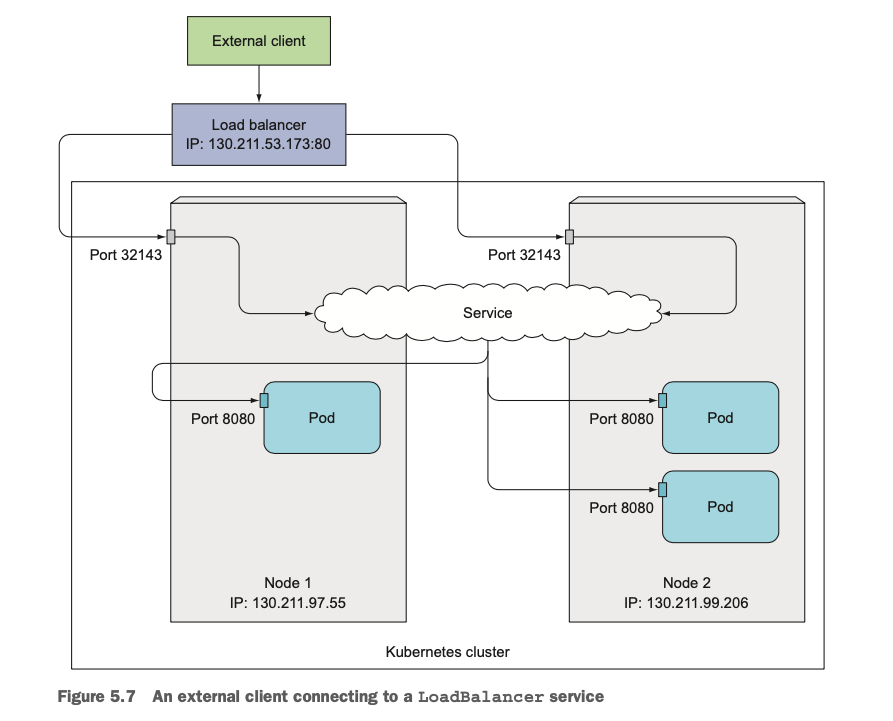 External client
Load balancer
IP: 130.211.53.173:80
Port 32143
Port 32143
Service
Port 8080
Pod
Port 8080
Pod
Port 8080
Pod
Node 1
IP: 130.211.97.55
Node 2
IP: 130.211.99.206
Kubernetes cluster
Figure 5.7 An external client connecting to a LoadBalancer service